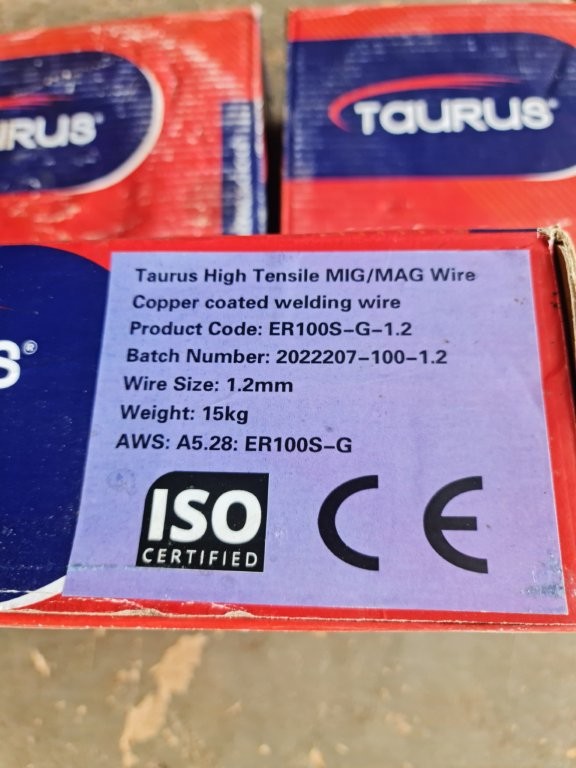 RUS®
TAURUS®
S®
Taurus High Tensile MIG/MAG Wire
Copper coated welding wire
Product Code: ER100S-G-1.2
Batch Number: 2022207-100-1.2
Wire Size: 1.2mm
Weight: 15kg
AWS: A5.28: ER100S-G
ISO
CERTIFIED
CE